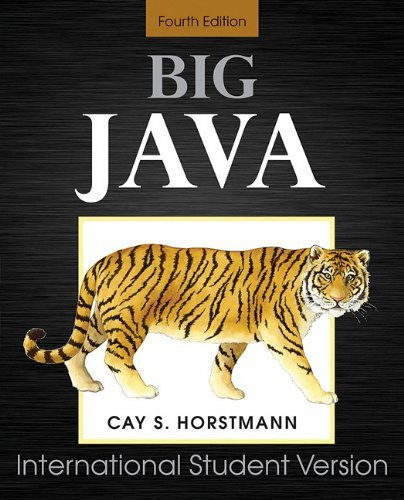 Fourth Edition
BIG
JAVA
CAY S. HORSTMANN
International Student Version